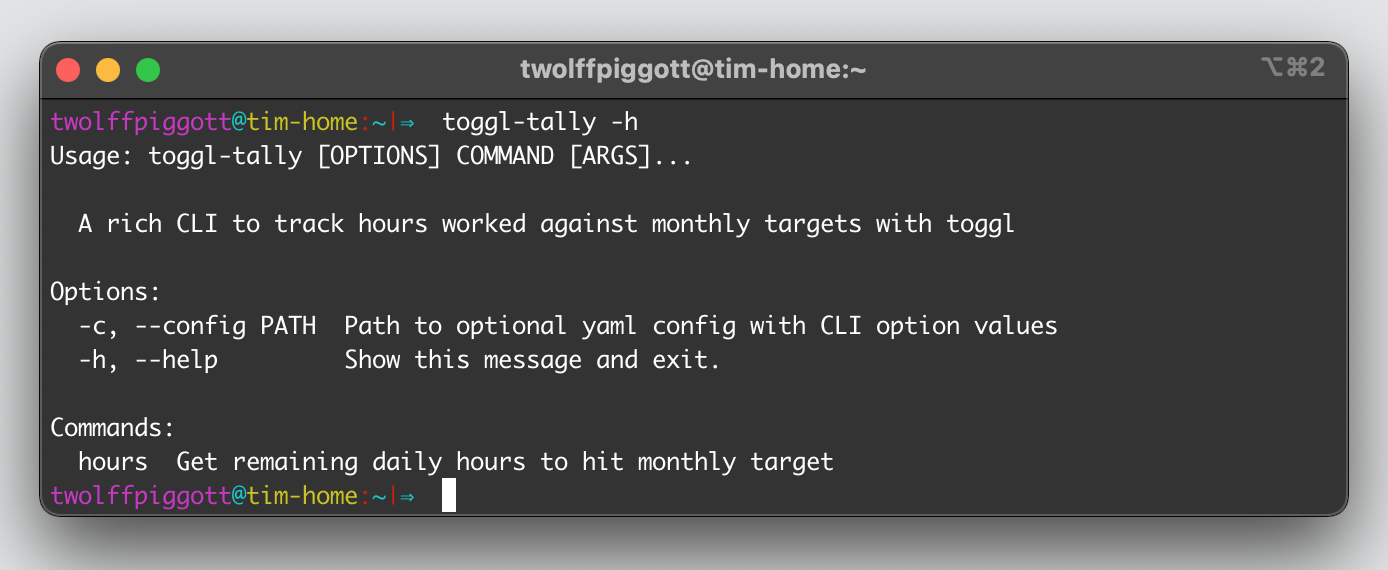 twolffpiggott@tim-home:~ ⌥⌘2
twolffpiggott@tim-home:~|⇒  toggl-tally -h
Usage: toggl-tally [OPTIONS] COMMAND [ARGS]...
  A rich CLI to track hours worked against monthly targets with toggl
Options:
  -c, --config PATH  Path to optional yaml config with CLI option values
  -h, --help         Show this message and exit.
Commands:
  hours  Get remaining daily hours to hit monthly target
twolffpiggott@tim-home:~|⇒